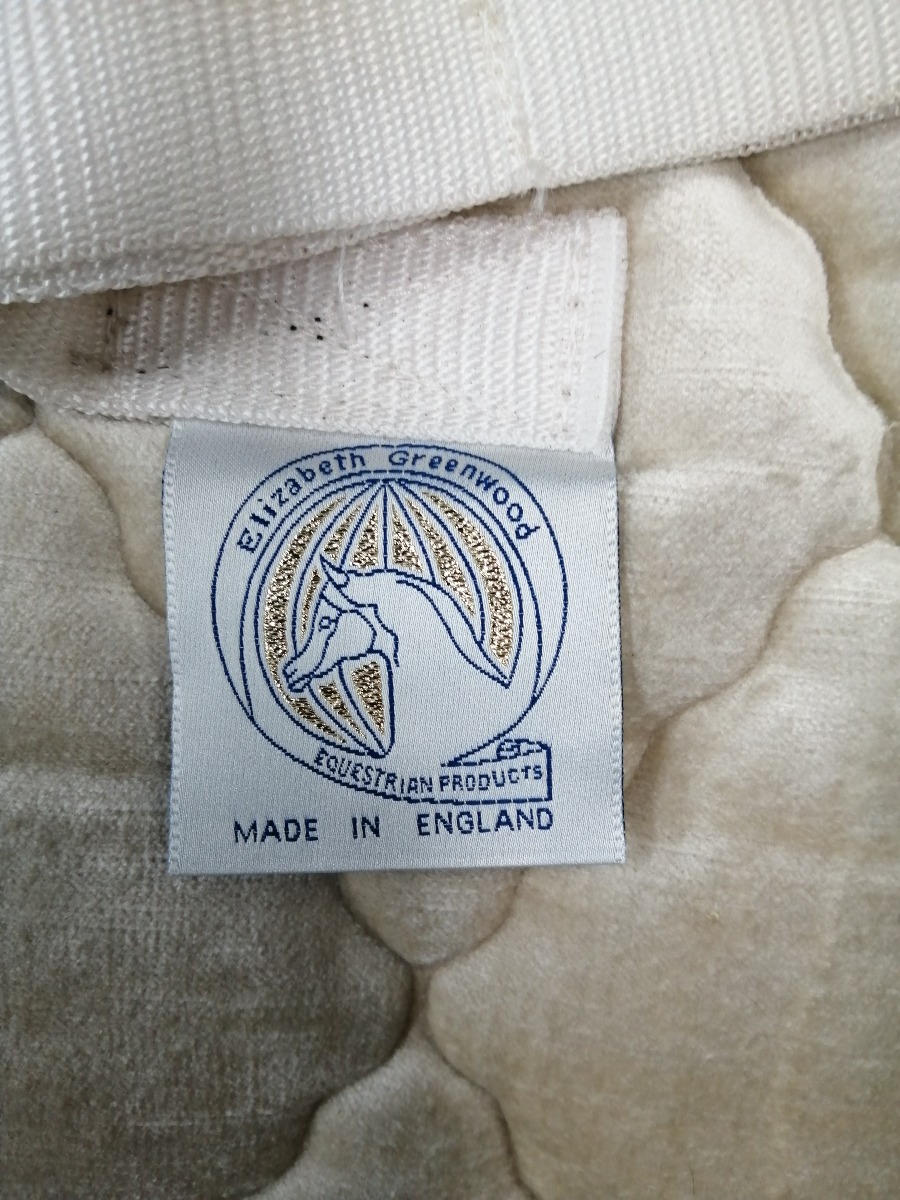 Elizabeth Greenwood
EQUESTRIAN PRODUCTS
MADE IN ENGLAND